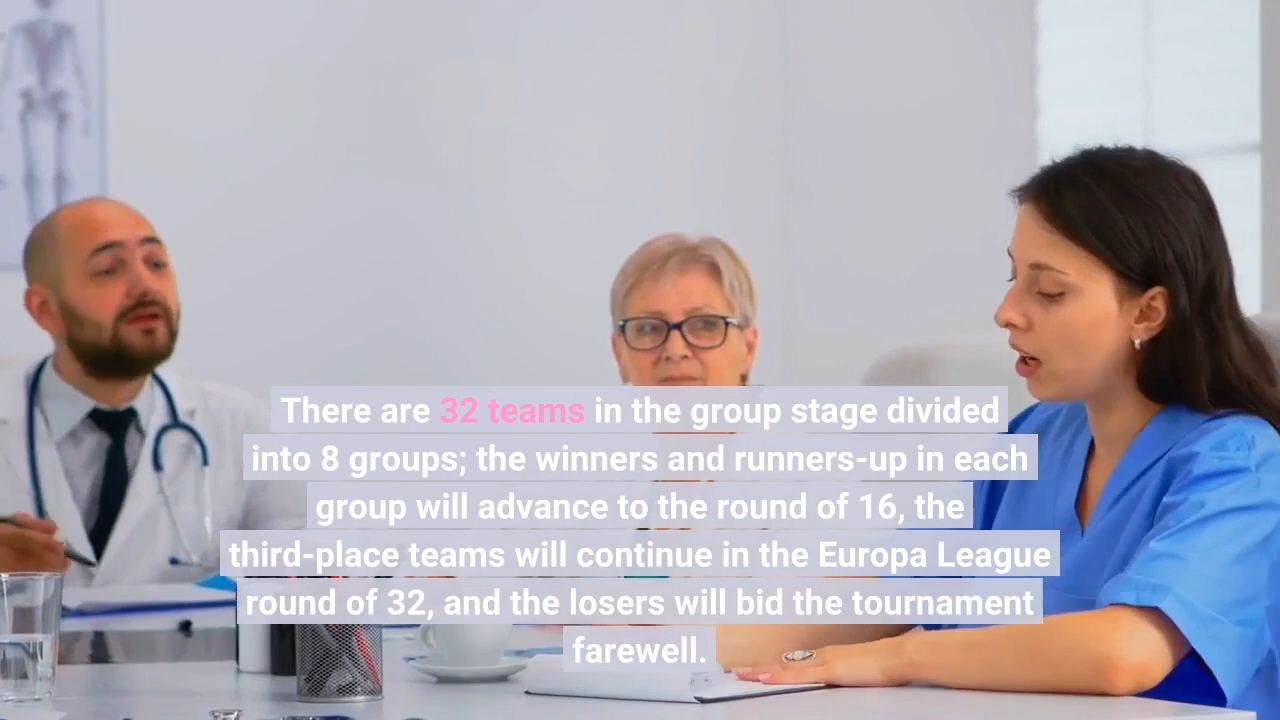 There are 32 teams in the group stage divided
into 8 groups; the winners and runners-up in each
group will advance to the round of 16, the
third-place teams will continue in the Europa League
round of 32, and the losers will bid the tournament
farewell.